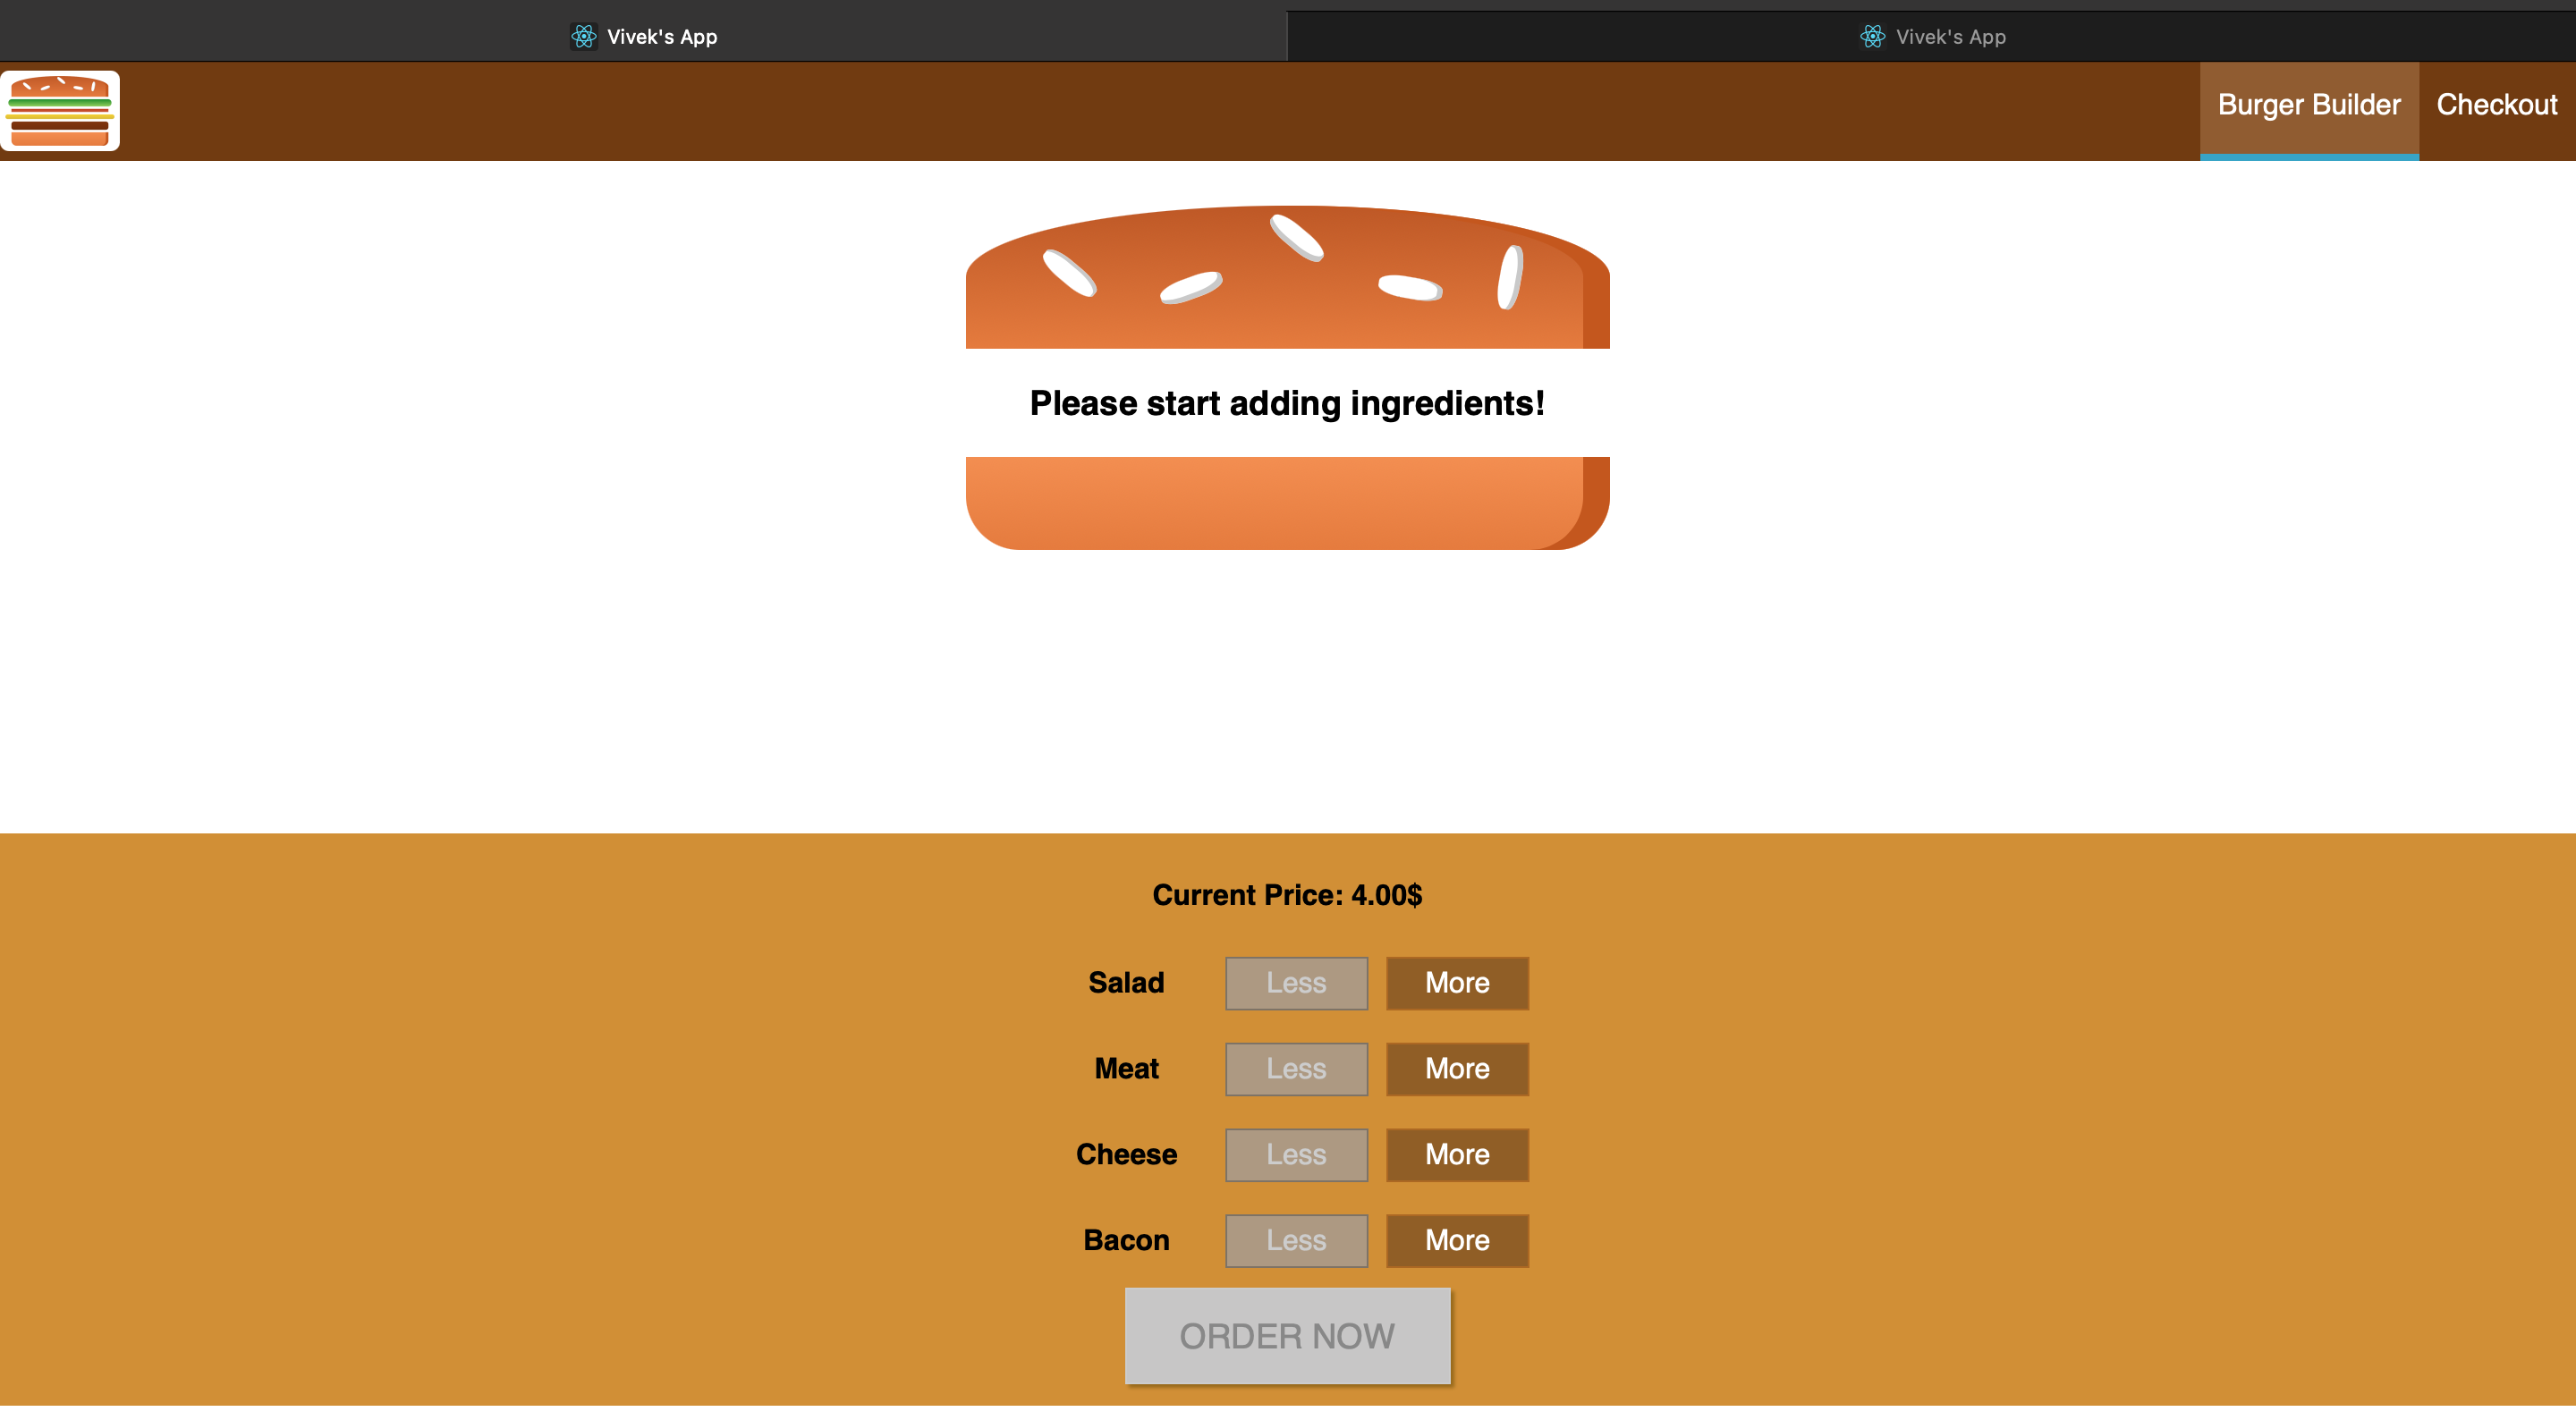 Vivek's App
Vivek's App
Burger Builder
Checkout
Please start adding ingredients!
Current Price: 4.00$
Salad Less More
Meat Less More
Cheese Less More
Bacon Less More
ORDER NOW